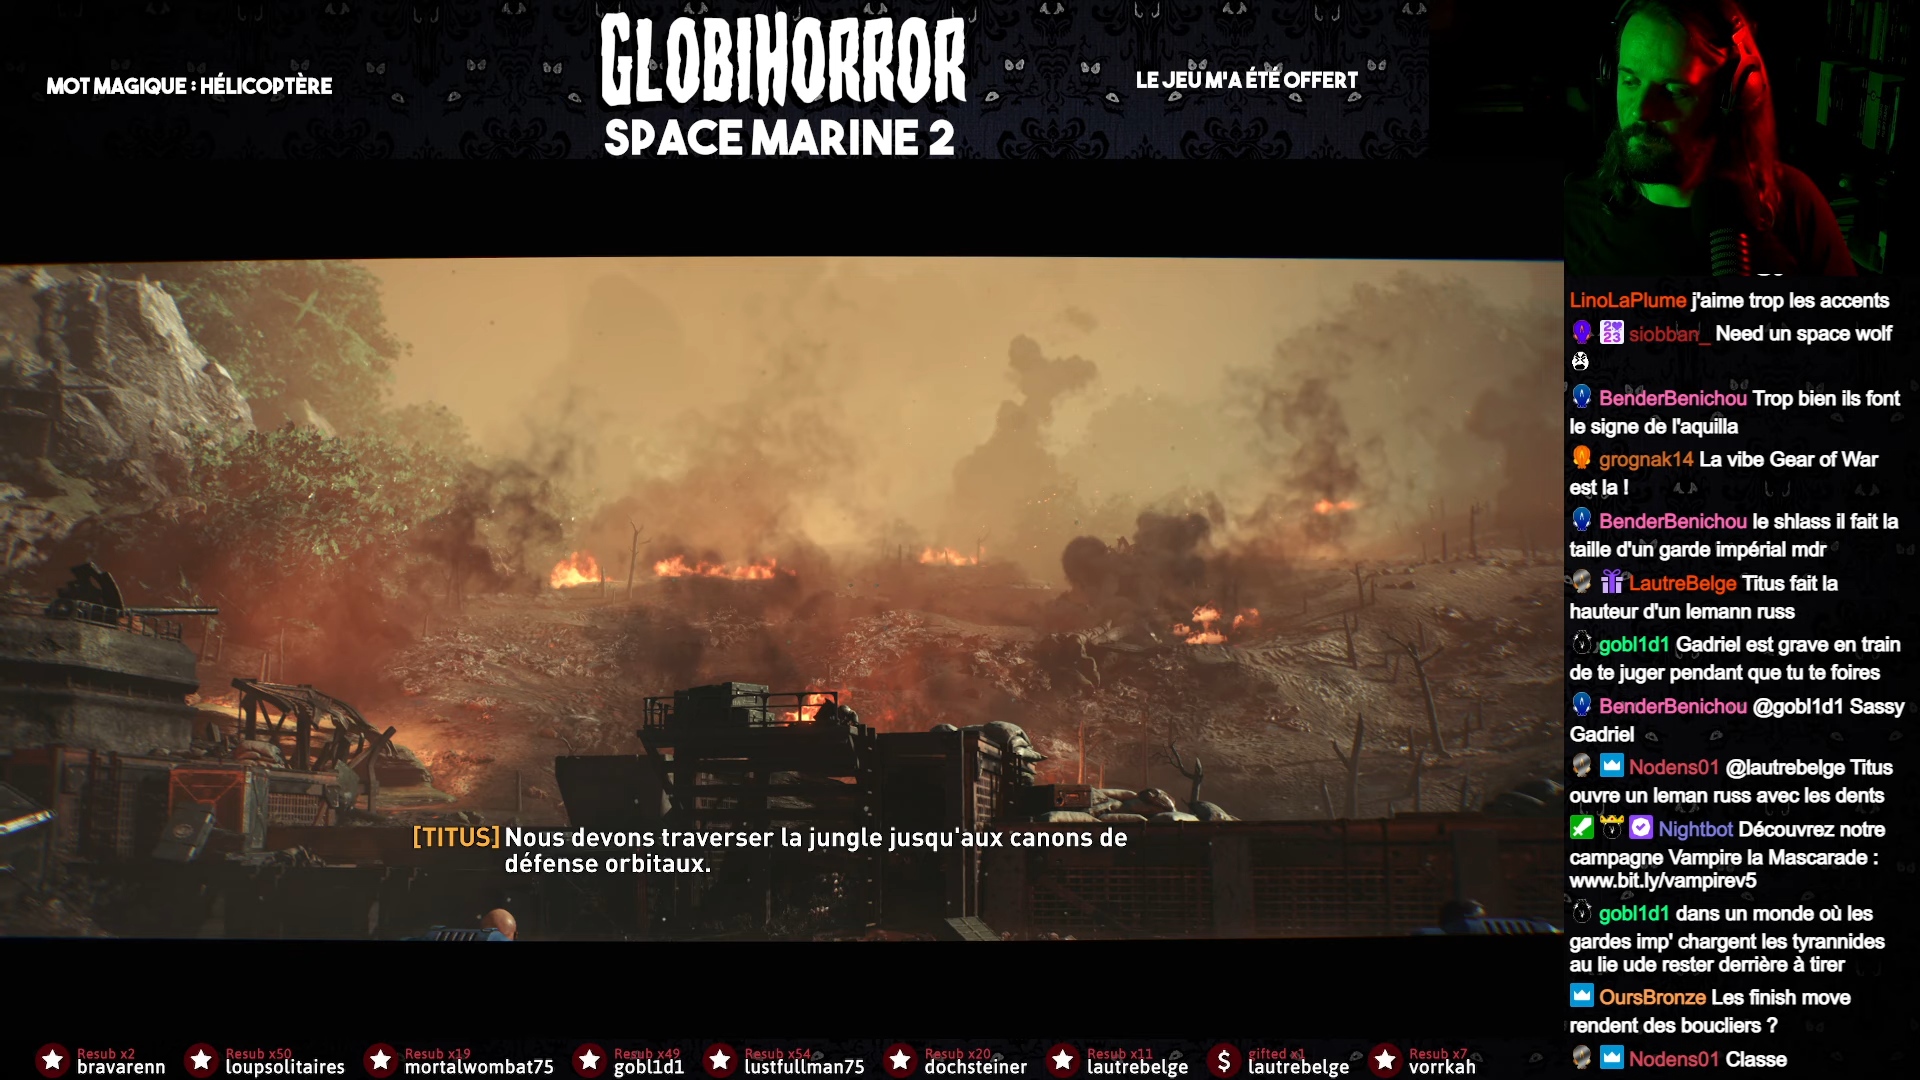 MOT MAGIQUE : HÉLICOPTÈRE
GLOBIHORROR
SPACE MARINE 2
LE JEU M'A ÉTÉ OFFERT
LinoLaPlume j'aime trop les accents
siobban_ Need un space wolf
BenderBenichou Trop bien ils font
le signe de l'aquilla
grognak14 La vibe Gear of War
est la !
BenderBenichou le shlass il fait la
taille d'un garde impérial mdr
LautreBelge Titus fait la
hauteur d'un lemann russ
gobl1d1 Gadriel est grave en train
de te juger pendant que tu te foires
BenderBenichou @gobl1d1 Sassy
Gadriel
Nodens01 @lautrebelge Titus
ouvre un leman russ avec les dents
Nightbot Découvrez notre
campagne Vampire la Mascarade :
www.bit.ly/vampirev5
gobl1d1 dans un monde où les
gardes imp' chargent les tyrannides
au lie ude rester derrière à tirer
OursBronze Les finish move
rendent des boucliers ?
Nodens01 Classe
[TITUS] Nous devons traverser la jungle jusqu'aux canons de
défense orbitaux.
Resub x2
bravarenn
Resub x50
loupsolitaires
Resub x19
mortalwombat75
Resub x49
gobl1d1
Resub x54
lustfullman75
Resub x20
dochsteiner
Resub x11
lautrebelge
gifted x1
lautrebelge
Resub x7
vorrkah